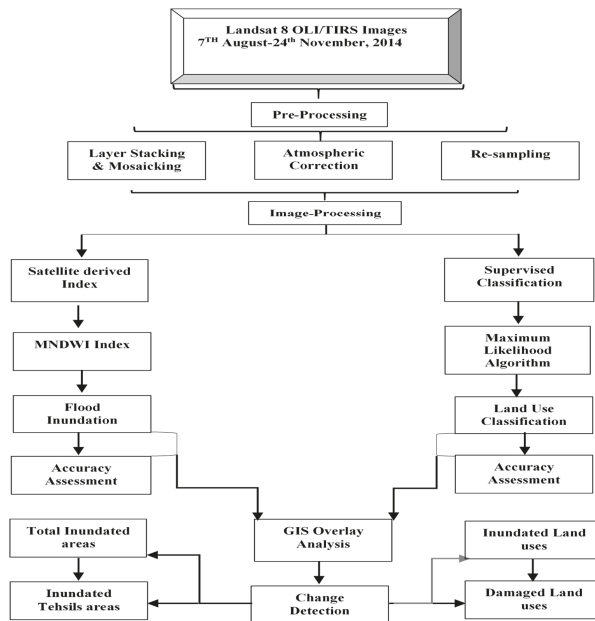 Landsat 8 OLI/TIRS Images
7TH August-24th November, 2014
Pre-Processing
Layer Stacking
& Mosaicking
Atmospheric
Correction
Re-sampling
Image-Processing
Satellite derived
Index
Supervised
Classification
MNDWI Index
Maximum
Likelihood
Algorithm
Flood
Inundation
Land Use
Classification
Accuracy
Assessment
Accuracy
Assessment
Total Inundated
areas
GIS Overlay
Analysis
Inundated Land
uses
Inundated
Tehsils areas
Change
Detection
Damaged Land
uses